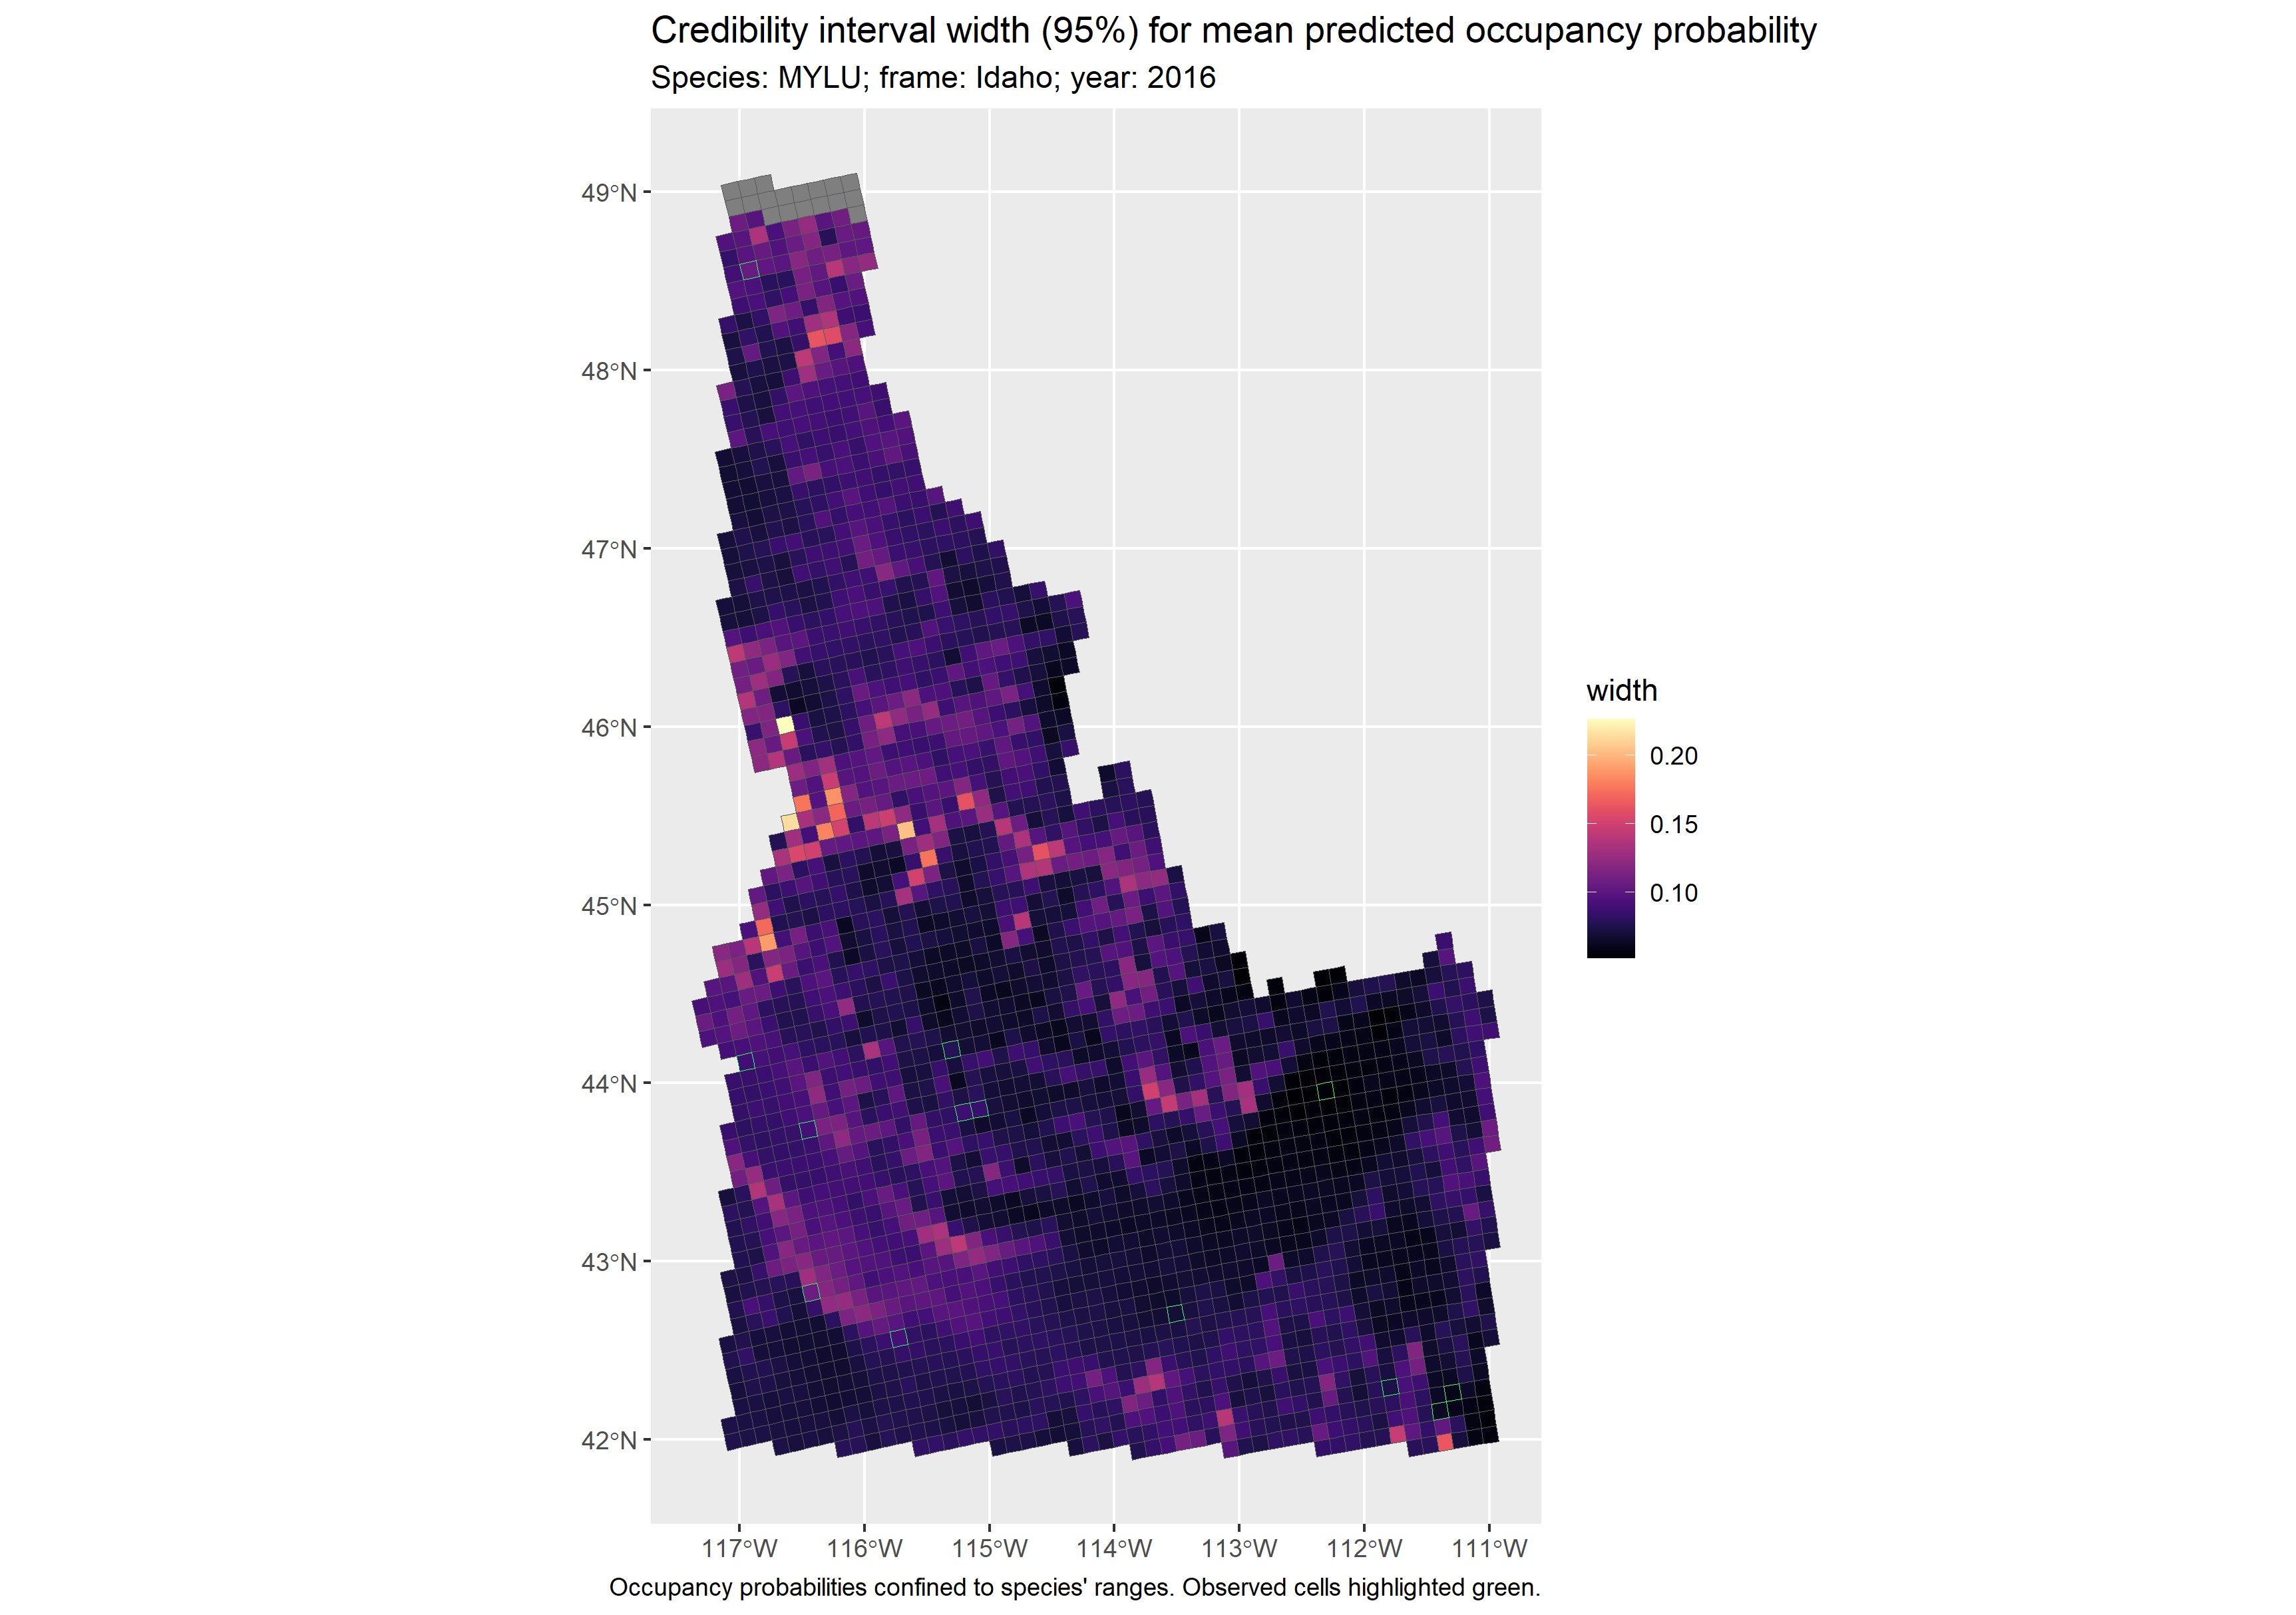 Credibility interval width (95%) for mean predicted occupancy probability
Species: MYLU; frame: Idaho; year: 2016
49°N
48°N
47°N
46°N
45°N
44°N
43°N
42°N
117°W 116°W 115°W 114°W 113°W 112°W 111°W
width
0.20
0.15
0.10
Occupancy probabilities confined to species' ranges. Observed cells highlighted green.